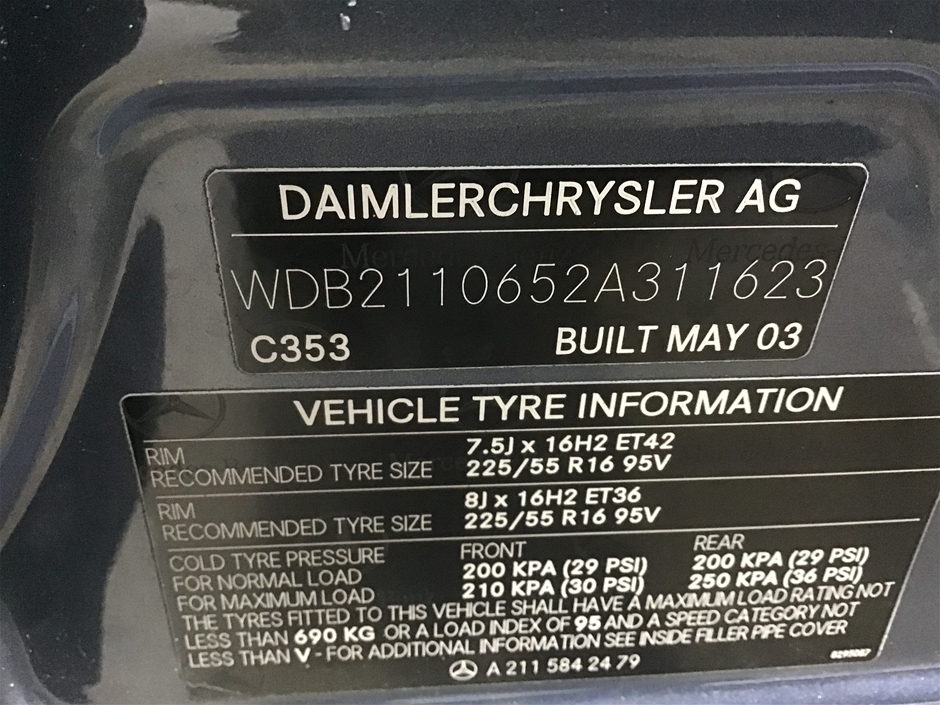 DAIMLERCHRYSLER AG
WDB2110652A311623
C353 BUILT MAY 03
VEHICLE TYRE INFORMATION
RIM 7.5J x 16H2 ET42
RECOMMENDED TYRE SIZE 225/55 R16 95V
RIM 8J x 16H2 ET36
RECOMMENDED TYRE SIZE 225/55 R16 95V
COLD TYRE PRESSURE FRONT REAR
FOR NORMAL LOAD 200 KPA (29 PSI) 200 KPA (29 PSI)
FOR MAXIMUM LOAD 210 KPA (30 PSI) 250 KPA (36 PSI)
THE TYRES FITTED TO THIS VEHICLE SHALL HAVE A MAXIMUM LOAD RATING NOT
LESS THAN 690 KG OR A LOAD INDEX OF 95 AND A SPEED CATEGORY NOT
LESS THAN V - FOR ADDITIONAL INFORMATION SEE INSIDE FILLER PIPE COVER
A 211 584 24 79